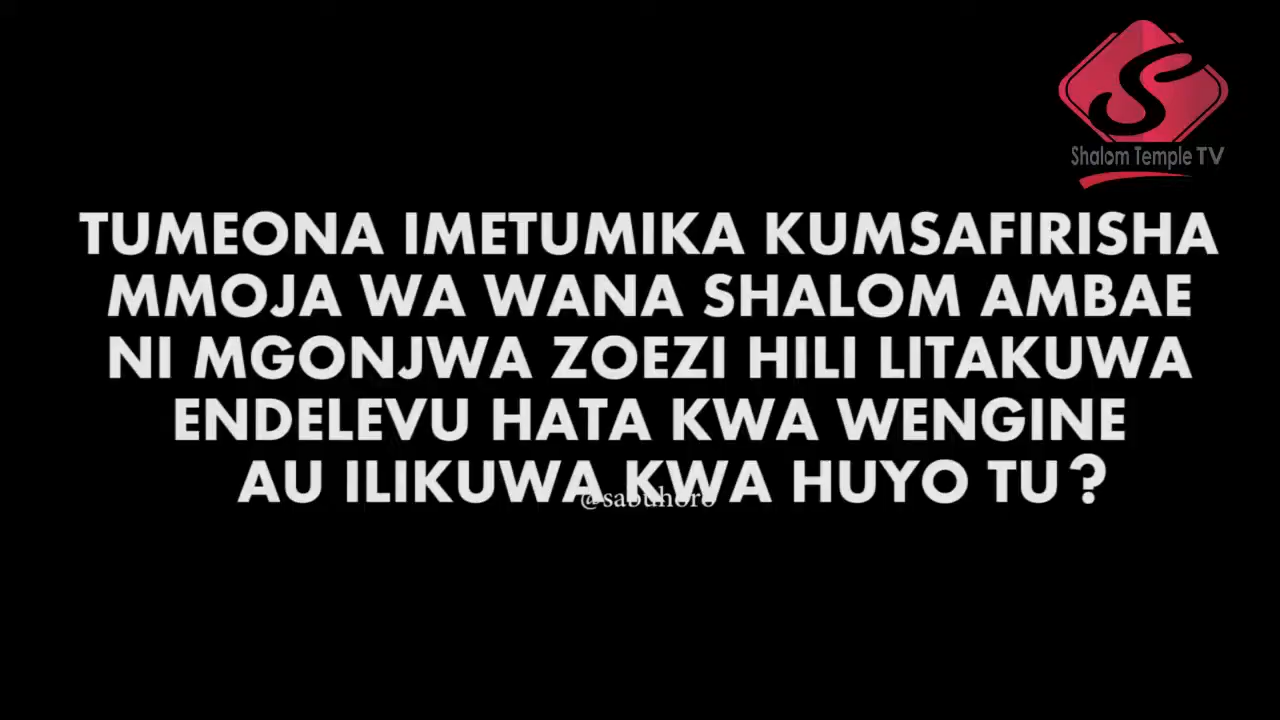 S
Shalom Temple TV
TUMEONA IMETUMIKA KUMSAFIRISHA
MMOJA WA WANA SHALOM AMBAE
NI MGONJWA ZOEZI HILI LITAKUWA
ENDELEVU HATA KWA WENGINE
AU ILIKUWA KWA HUYO TU?
@sabuhoro